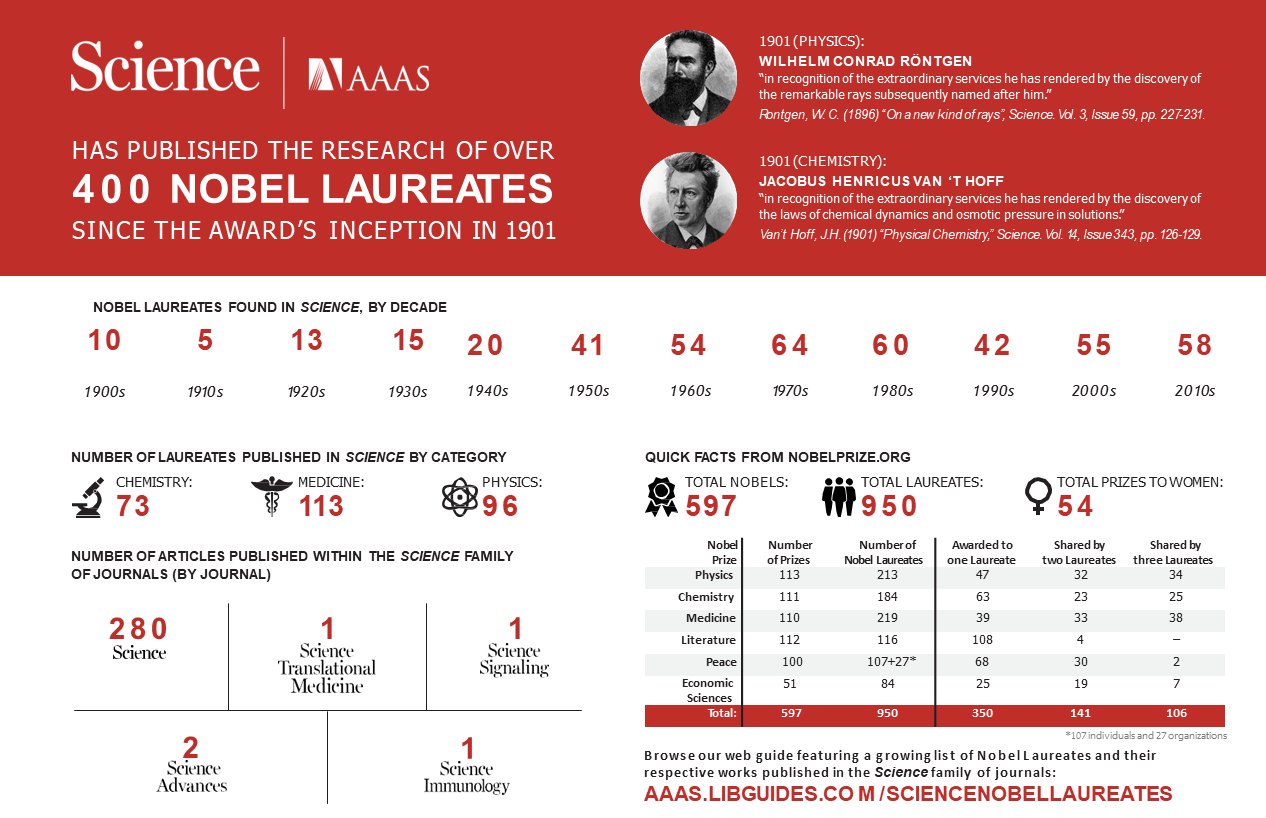 Science | AAAS
HAS PUBLISHED THE RESEARCH OF OVER
400 NOBEL LAUREATES
SINCE THE AWARD'S INCEPTION IN 1901
1901 (PHYSICS):
WILHELM CONRAD RÖNTGEN
"in recognition of the extraordinary services he has rendered by the discovery of
the remarkable rays subsequently named after him."
Rontgen, W. C. (1896) "On a new kind of rays", Science. Vol. 3, Issue 59, pp. 227-231.
1901 (CHEMISTRY):
JACOBUS HENRICUS VAN 'T HOFF
"in recognition of the extraordinary services he has rendered by the discovery of
the laws of chemical dynamics and osmotic pressure in solutions."
Van't Hoff, J.H. (1901) "Physical Chemistry," Science. Vol. 14, Issue 343, pp. 126-129.
NOBEL LAUREATES FOUND IN SCIENCE, BY DECADE
10 5 13 15 20 41 54 64 60 42 55 58
1900s 1910s 1920s 1930s 1940s 1950s 1960s 1970s 1980s 1990s 2000s 2010s
NUMBER OF LAUREATES PUBLISHED IN SCIENCE BY CATEGORY
CHEMISTRY: MEDICINE: PHYSICS:
73 113 96
NUMBER OF ARTICLES PUBLISHED WITHIN THE SCIENCE FAMILY
OF JOURNALS (BY JOURNAL)
280
Science
1
Science
Translational
Medicine
1
Science
Signaling
2
Science
Advances
1
Science
Immunology
QUICK FACTS FROM NOBELPRIZE.ORG
TOTAL NOBELS: TOTAL LAUREATES: TOTAL PRIZES TO WOMEN:
597 950 54
Nobel Number Number of Awarded to Shared by Shared by
Prize of Prizes Nobel Laureates one Laureate two Laureates three Laureates
Physics 113 213 47 32 34
Chemistry 111 184 63 23 25
Medicine 110 219 39 33 38
Literature 112 116 108 4 –
Peace 100 107+27* 68 30 2
Economic 51 84 25 19 7
Sciences
Total: 597 950 350 141 106
*107 individuals and 27 organizations
Browse our web guide featuring a growing list of Nobel Laureates and their
respective works published in the Science family of journals:
AAAS.LIBGUIDES.CO M /SCIENCENOBELLAUREATES